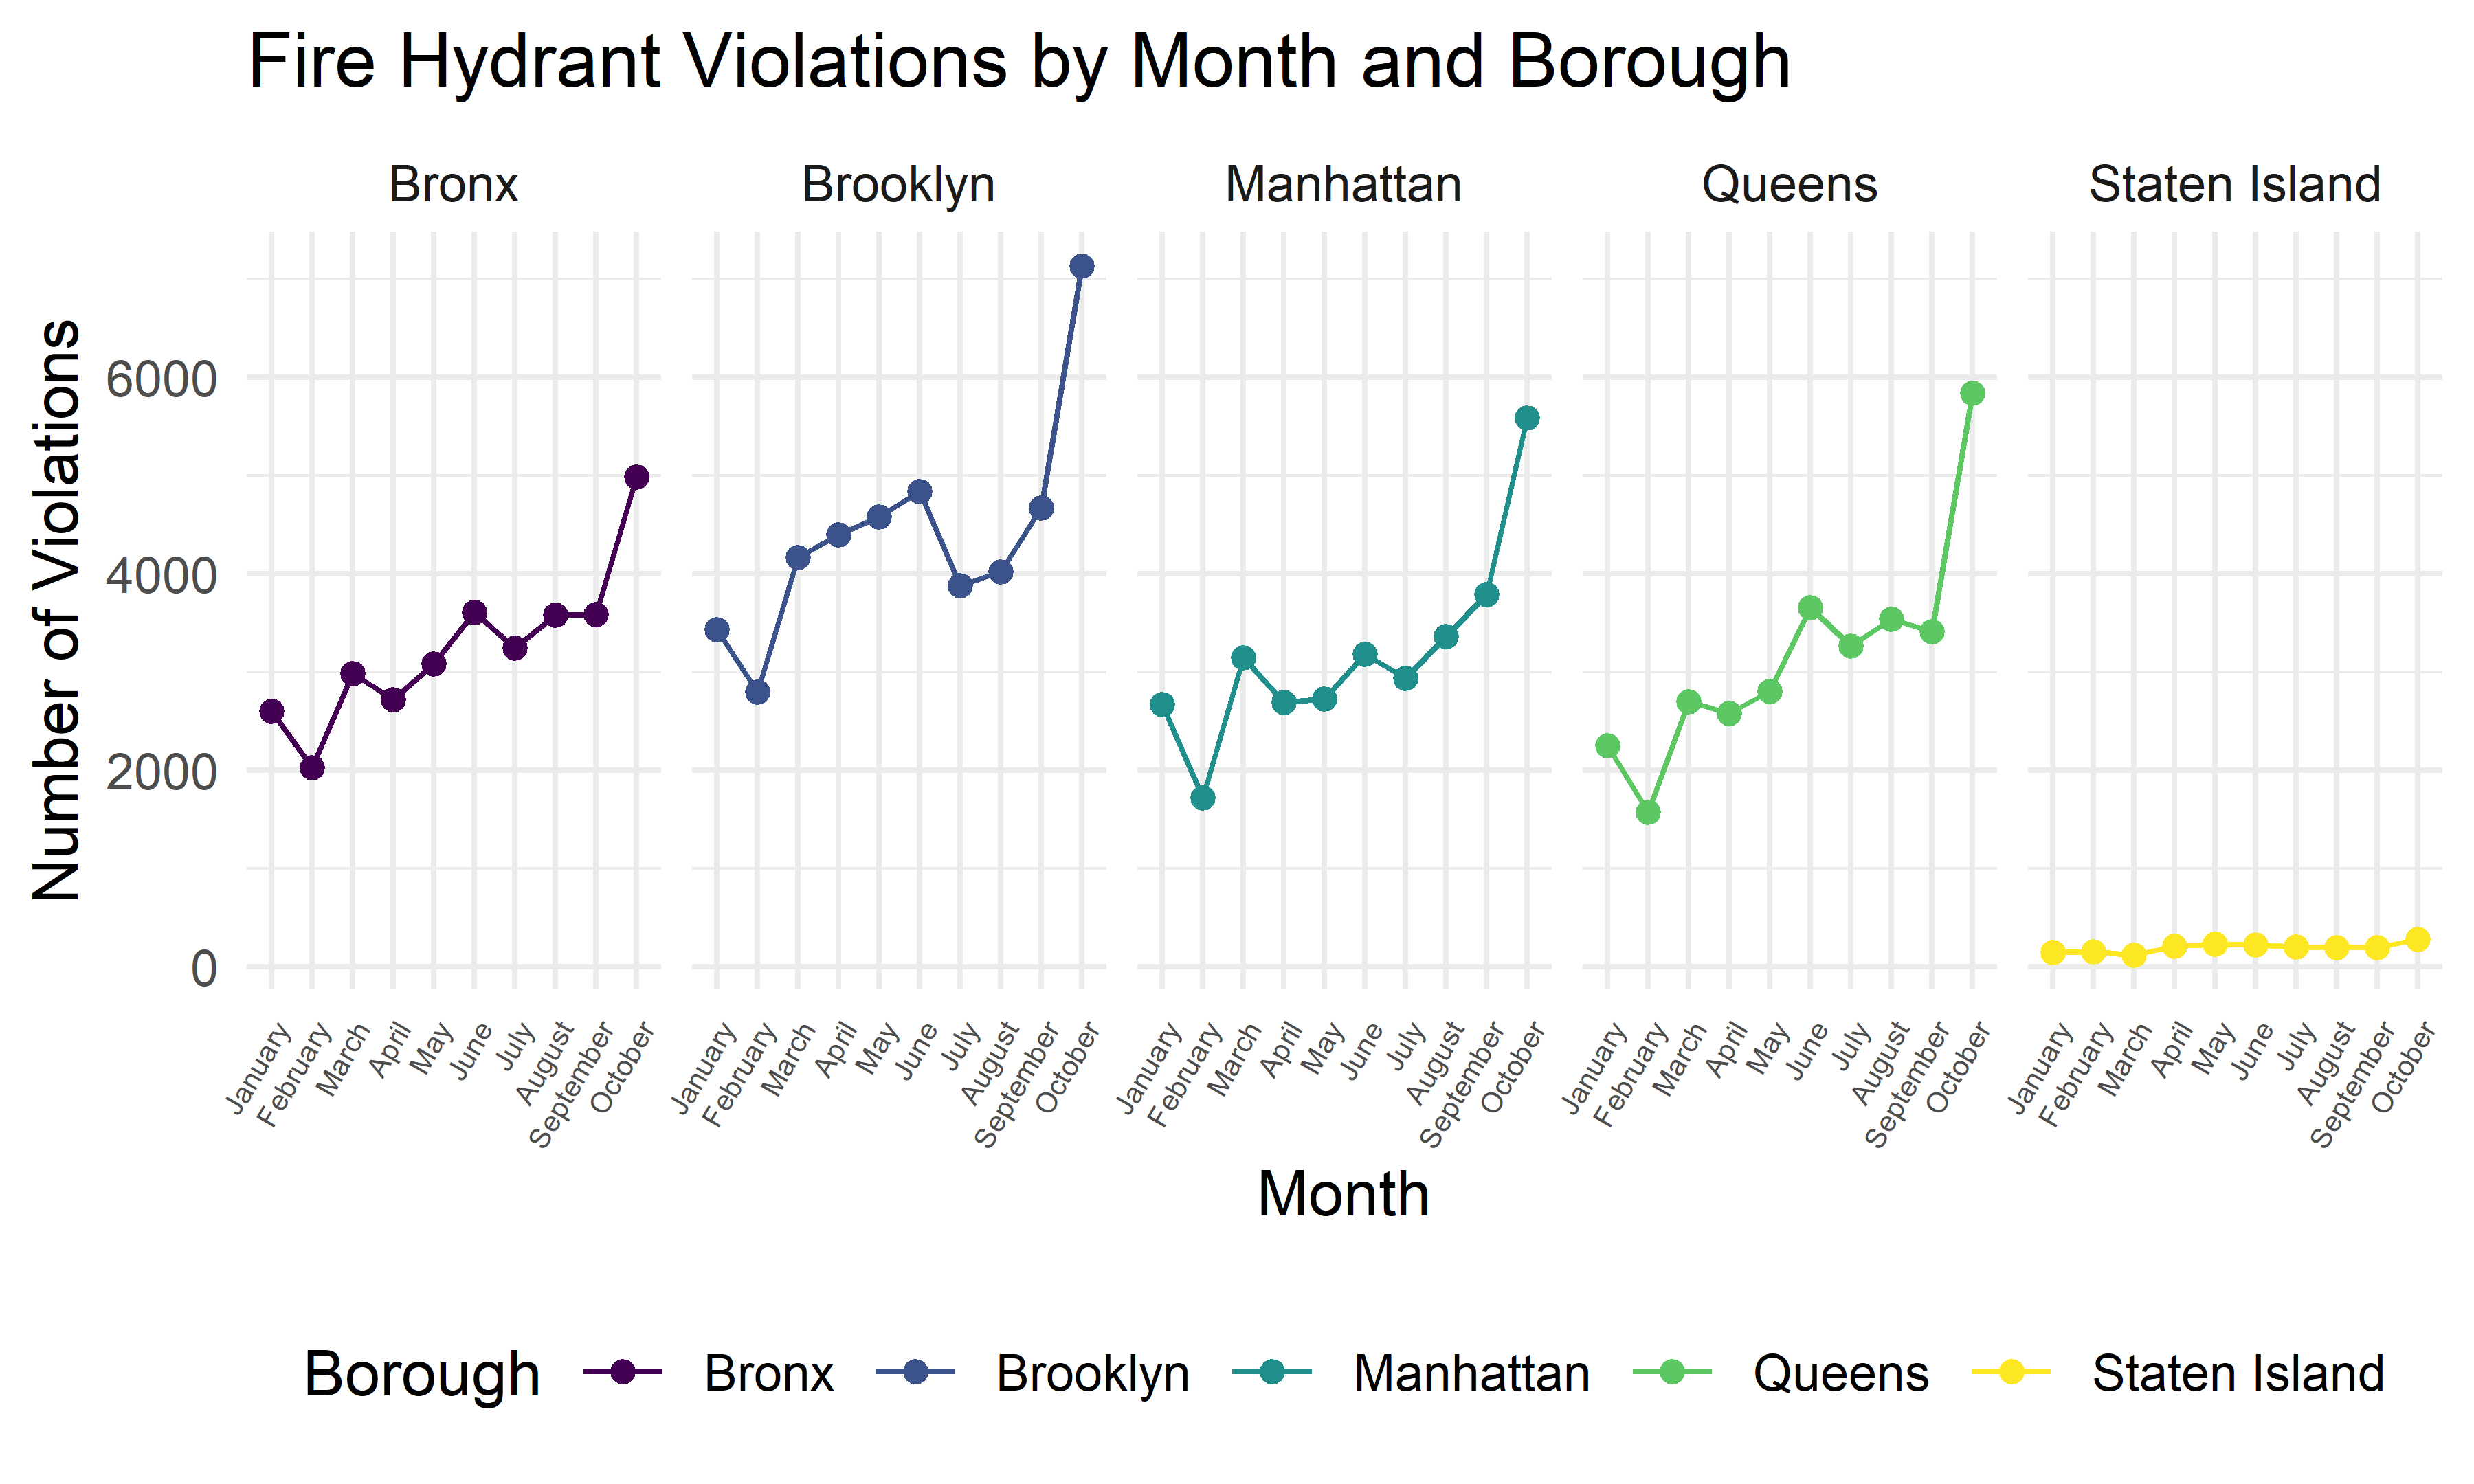 Fire Hydrant Violations by Month and Borough
Bronx
Brooklyn
Manhattan
Queens
Staten Island
Number of Violations
6000
4000
2000
0
January
February
March
April
May
June
July
August
September
October
January
February
March
April
May
June
July
August
September
October
January
February
March
April
May
June
July
August
September
October
January
February
March
April
May
June
July
August
September
October
January
February
March
April
May
June
July
August
September
October
Month
Borough Bronx Brooklyn Manhattan Queens Staten Island